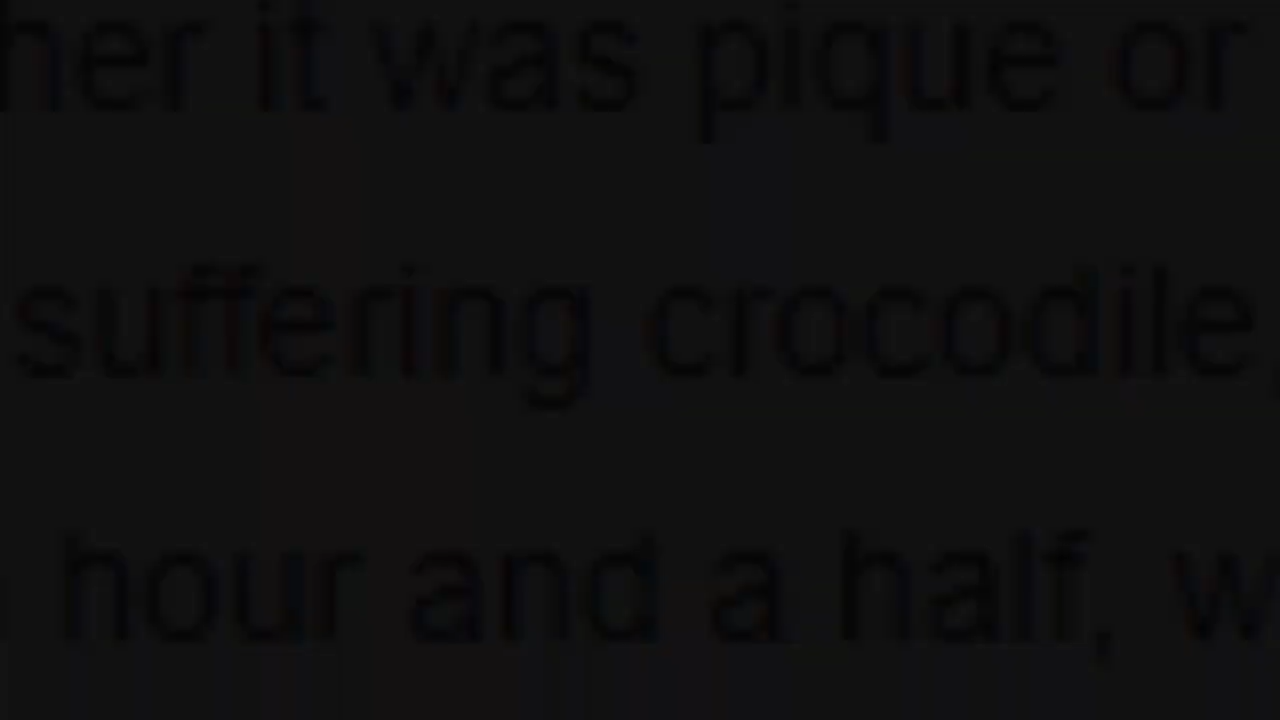 her it was pique or
suffering crocodile,
hour and a half, w